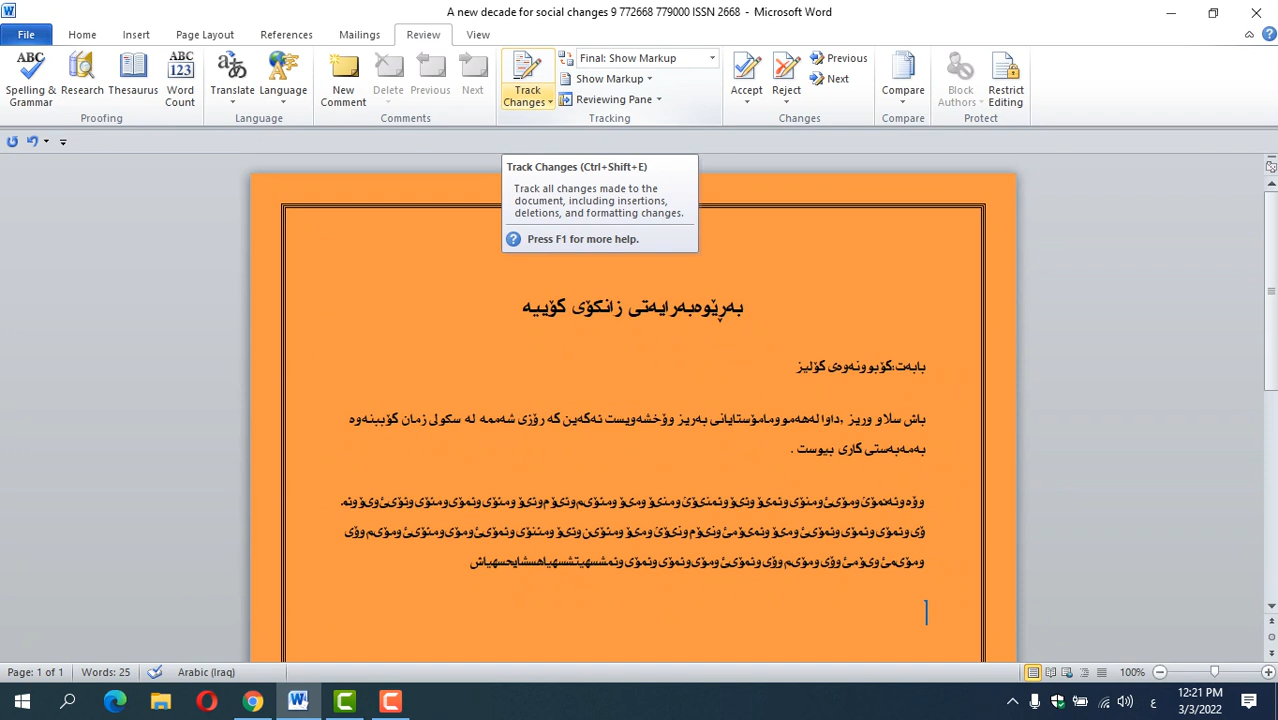 A new decade for social changes 9 772668 779000 ISSN 2668 - Microsoft Word
File Home Insert Page Layout References Mailings Review View
Spelling & Grammar
Research
Thesaurus
Word Count
Translate
Language
New Comment
Delete
Previous
Next
Track Changes
Final: Show Markup
Show Markup
Reviewing Pane
Accept
Reject
Previous
Next
Compare
Block Authors
Restrict Editing
Proofing Language Comments Tracking Changes Compare Protect
Track Changes (Ctrl+Shift+E)
Track all changes made to the
document, including insertions,
deletions, and formatting changes.
Press F1 for more help.
بەڕێوەبەرایەتی زانکۆی کۆییە
بابەت:کۆبوونەوەی کۆلیز
باش سلاو وریز ,داوا لەهەموومامۆستایانی بەریز وۆخشەویست ئەکەین کە رۆزی شەممە لە سکولی زمان کۆببنەوە
بەمەبەستی کاری بیوست .
Page: 1 of 1 Words: 25 Arabic (Iraq) 100%
12:21 PM
3/3/2022